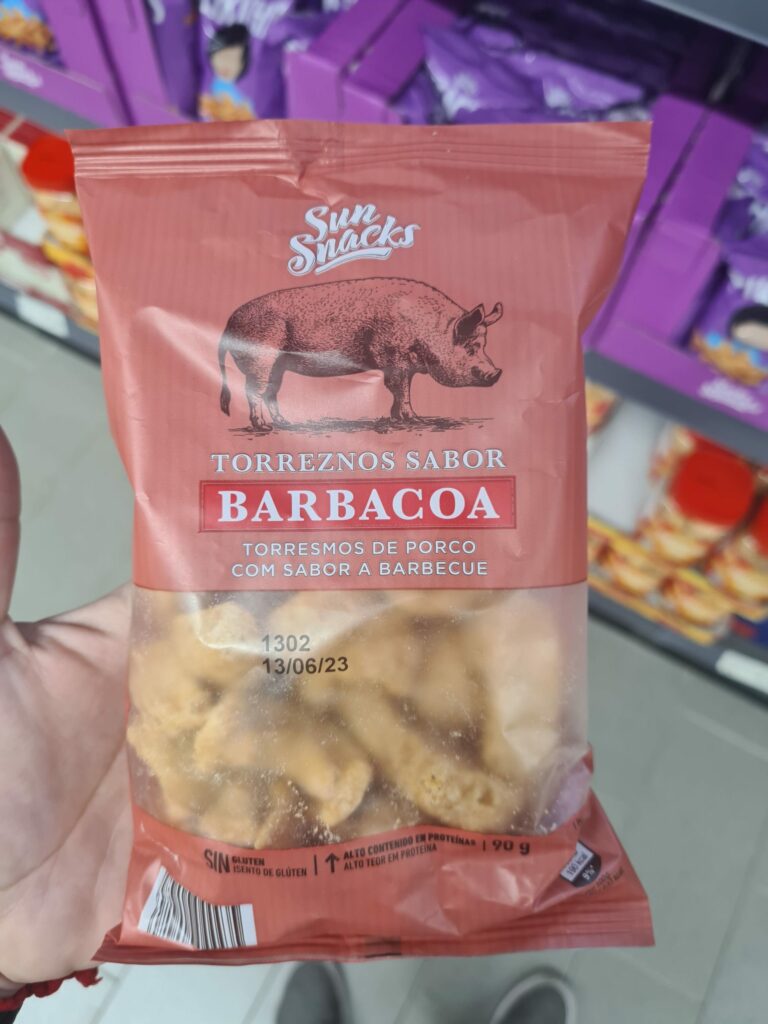 Sun
Snacks
TORREZNOS SABOR
BARBACOA
TORRESMOS DE PORCO
COM SABOR A BARBECUE
1302
13/06/23
SIN GLUTEN
ISENTO DE GLÚTEN
ALTO CONTENIDO EN PROTEÍNAS
ALTO TEOR EM PROTEÍNA
90 g